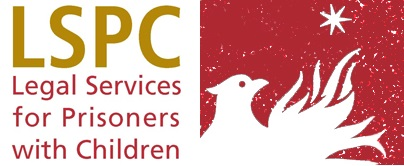 LSPC
Legal Services
for Prisoners
with Children